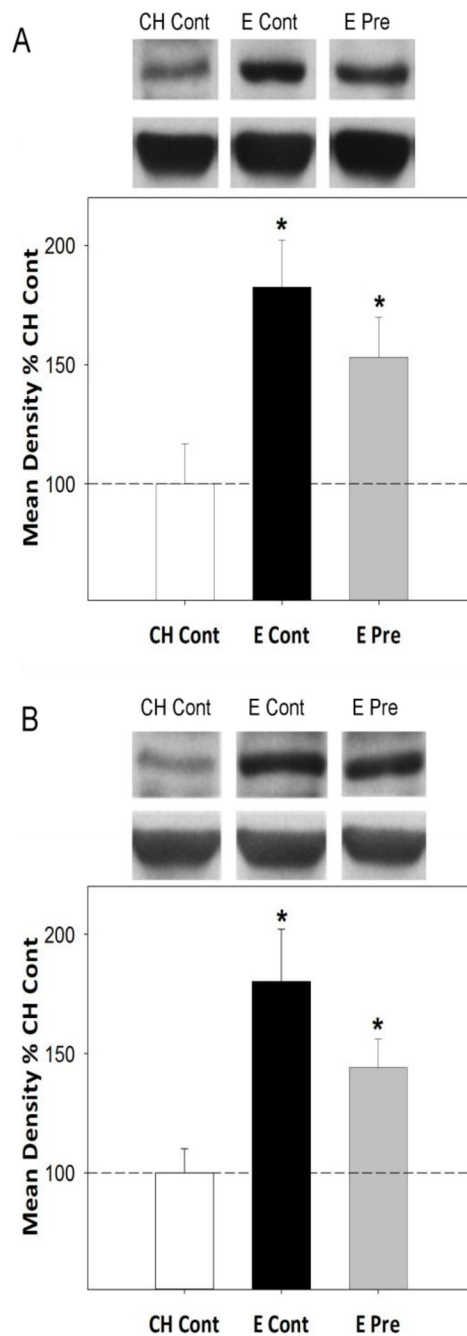 A
CH Cont E Cont E Pre
Mean Density % CH Cont
200
*
*
150
100
CH Cont E Cont E Pre
B
CH Cont E Cont E Pre
Mean Density % CH Cont
200
*
*
150
100
CH Cont E Cont E Pre